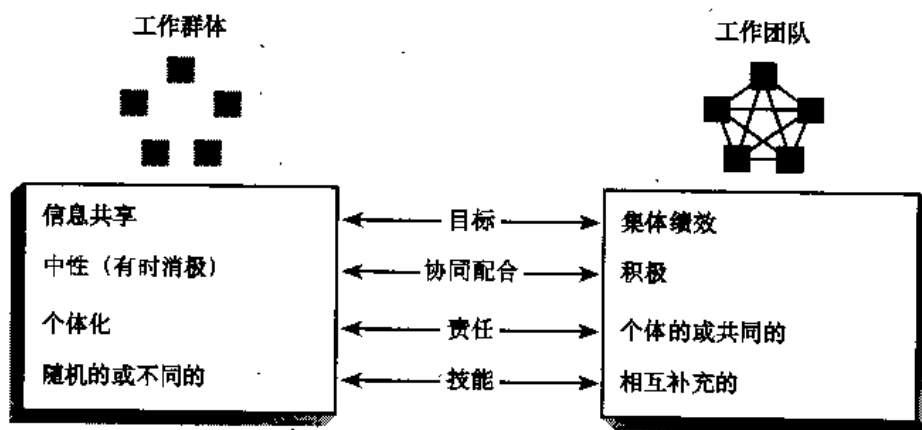 工作群体
工作团队
信息共享 目标 集体绩效
中性（有时消极） 协同配合 积极
个体化 责任 个体的或共同的
随机的或不同的 技能 相互补充的